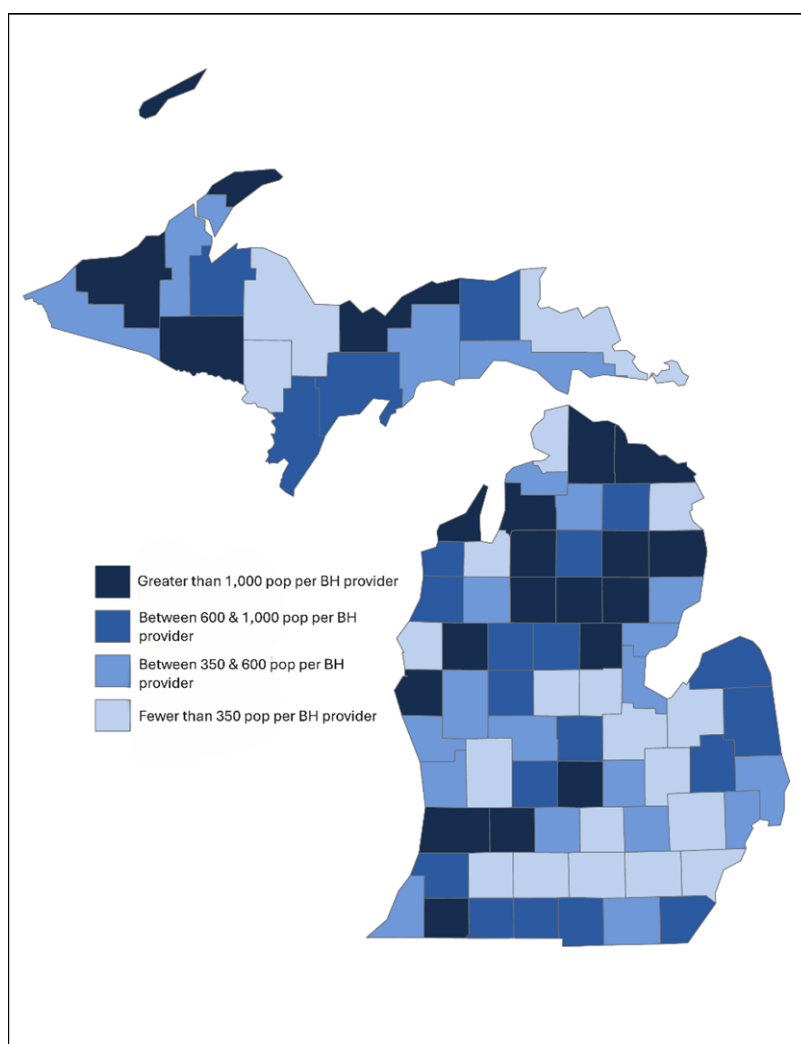 Greater than 1,000 pop per BH provider
Between 600 & 1,000 pop per BH
provider
Between 350 & 600 pop per BH
provider
Fewer than 350 pop per BH provider